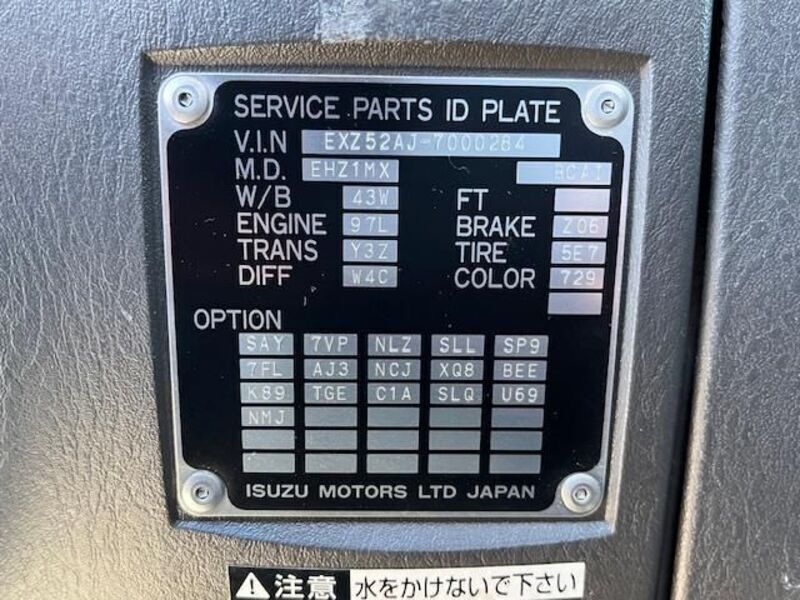 SERVICE PARTS ID PLATE
V.I.N EXZ52AJ-7000284
M.D. EHZ1MX BCAI
W/B 43W FT
ENGINE 97L BRAKE Z06
TRANS Y3Z TIRE 5E7
DIFF W4C COLOR 729
OPTION
SAY 7VP NLZ SLL SP9
7FL AJ3 NCJ XQ8 BEE
K89 TGE C1A SLQ U69
NMJ
ISUZU MOTORS LTD JAPAN
注意 水をかけないで下さい